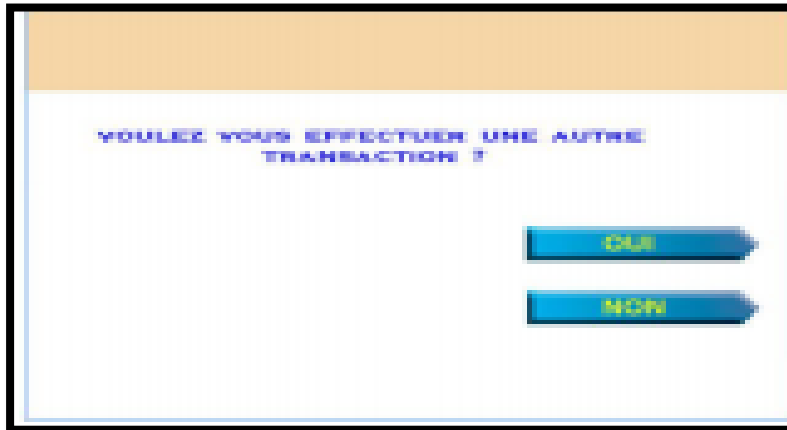 VOULEZ VOUS EFFECTUER UNE AUTRE
TRANSACTION ?
OUI
NON